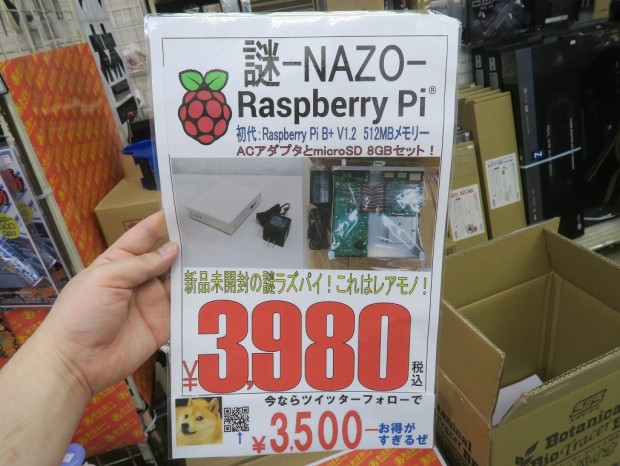 謎-NAZO-
Raspberry Pi®
初代:Raspberry Pi B+ V1.2 512MBメモリー
ACアダプタとmicroSD 8GBセット!
新品未開封の謎ラズパイ!これはレアモノ!
¥3,980税込
今ならツイッターフォローで
¥3,500-お得がすぎるぜ
Botanical